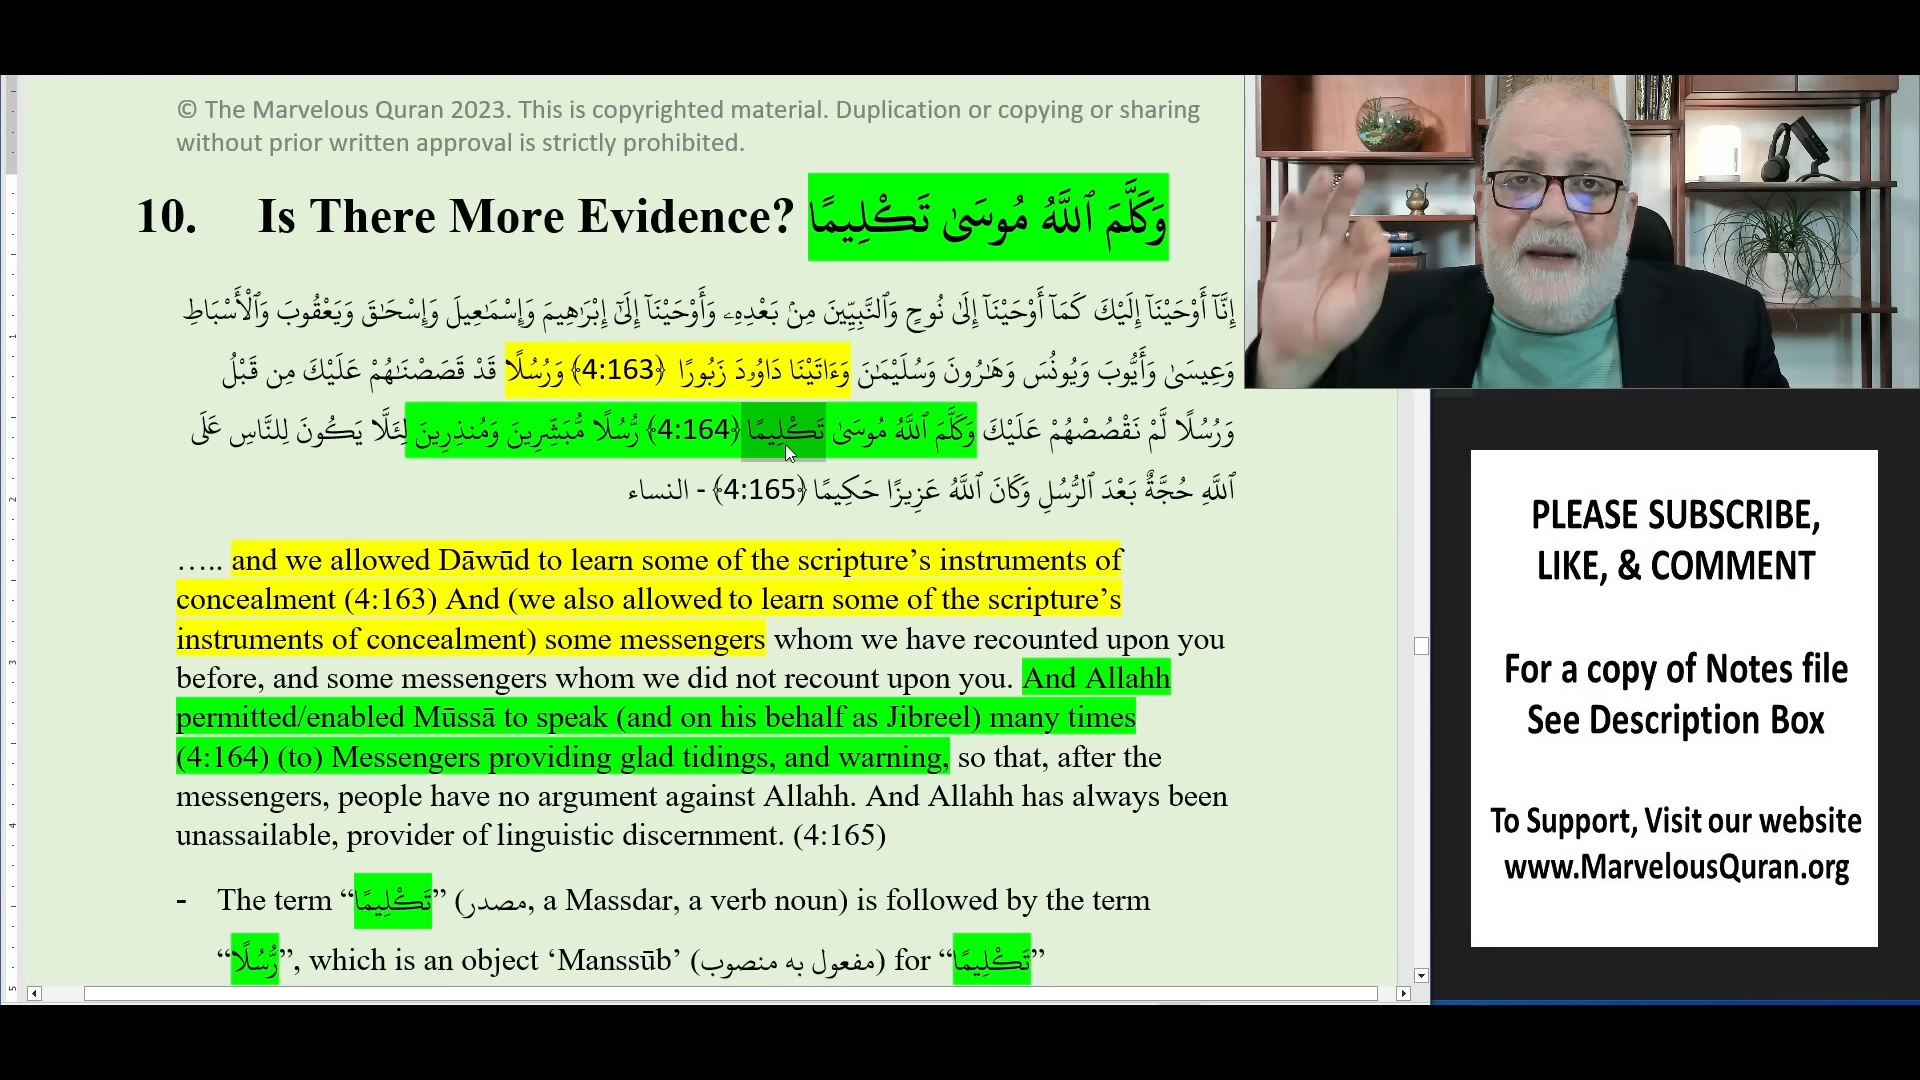 © The Marvelous Quran 2023. This is copyrighted material. Duplication or copying or sharing
without prior written approval is strictly prohibited.
10. Is There More Evidence? وَكَلَّمَ ٱللَّهُ مُوسَىٰ تَكْلِيمًا
إِنَّآ أَوْحَيْنَآ إِلَيْكَ كَمَآ أَوْحَيْنَآ إِلَىٰ نُوحٍ وَٱلنَّبِيِّينَ مِنۢ بَعْدِهِۦ وَأَوْحَيْنَآ إِلَىٰٓ إِبْرَٰهِيمَ وَإِسْمَٰعِيلَ وَإِسْحَٰقَ وَيَعْقُوبَ وَٱلْأَسْبَاطِ
وَعِيسَىٰ وَأَيُّوبَ وَيُونُسَ وَهَٰرُونَ وَسُلَيْمَٰنَ وَءَاتَيْنَا دَاوُۥدَ زَبُورًا ﴿4:163﴾ وَرُسُلًا قَدْ قَصَصْنَٰهُمْ عَلَيْكَ مِن قَبْلُ
وَرُسُلًا لَّمْ نَقْصُصْهُمْ عَلَيْكَ وَكَلَّمَ ٱللَّهُ مُوسَىٰ تَكْلِيمًا ﴿4:164﴾ رُّسُلًا مُّبَشِّرِينَ وَمُنذِرِينَ لِئَلَّا يَكُونَ لِلنَّاسِ عَلَى
ٱللَّهِ حُجَّةٌۢ بَعْدَ ٱلرُّسُلِ وَكَانَ ٱللَّهُ عَزِيزًا حَكِيمًا ﴿4:165﴾ - النساء
….. and we allowed Dāwūd to learn some of the scripture’s instruments of
concealment (4:163) And (we also allowed to learn some of the scripture’s
instruments of concealment) some messengers whom we have recounted upon you
before, and some messengers whom we did not recount upon you. And Allahh
permitted/enabled Mūssā to speak (and on his behalf as Jibreel) many times
(4:164) (to) Messengers providing glad tidings, and warning, so that, after the
messengers, people have no argument against Allahh. And Allahh has always been
unassailable, provider of linguistic discernment. (4:165)
- The term “تَكْلِيمًا” (مصدر, a Massdar, a verb noun) is followed by the term
“رُّسُلًا”, which is an object ‘Manssūb’ (مفعول به منصوب) for “تَكْلِيمًا”
PLEASE SUBSCRIBE,
LIKE, & COMMENT
For a copy of Notes file
See Description Box
To Support, Visit our website
www.MarvelousQuran.org